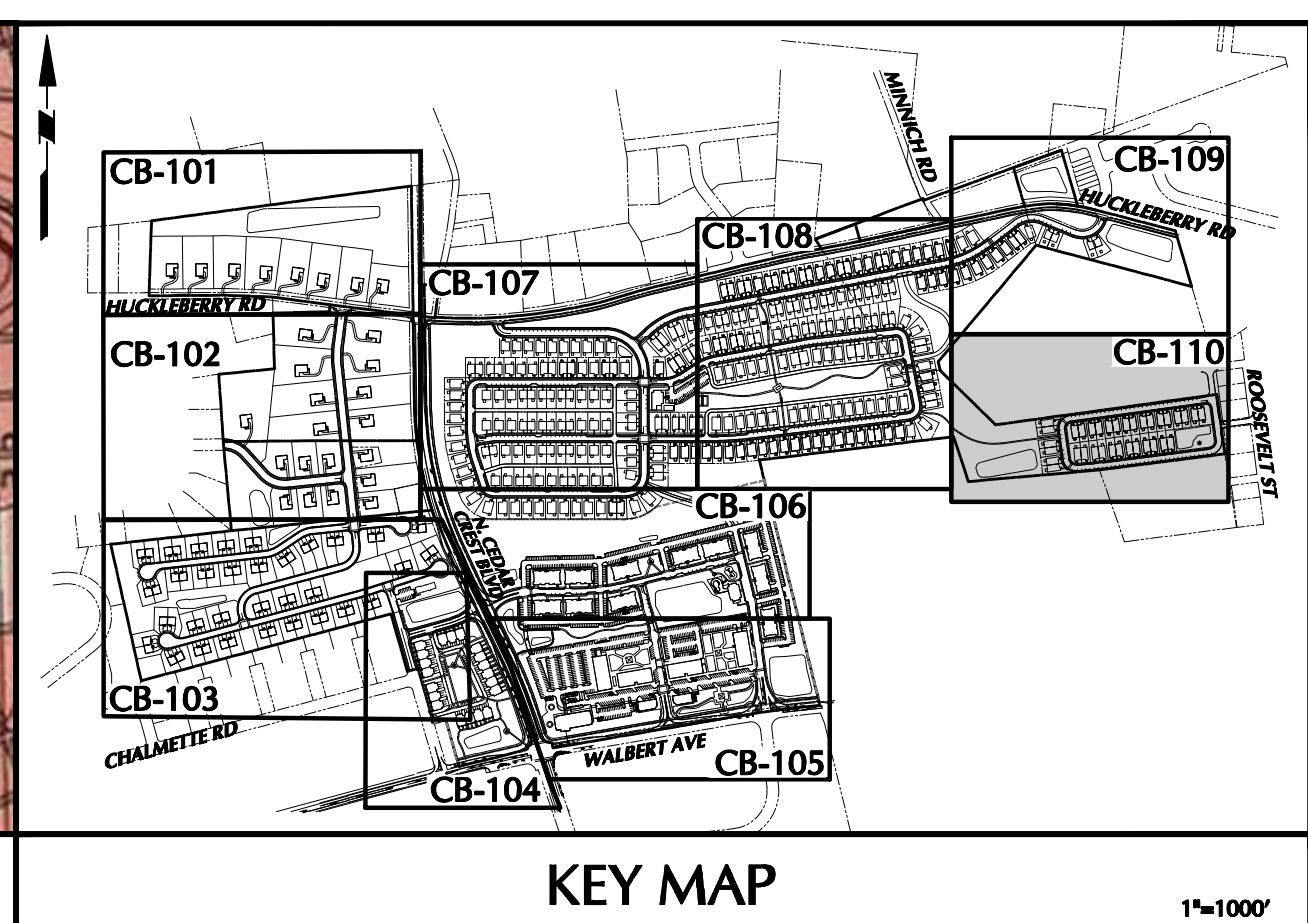 MINNICH RD
CB-101
CB-109
HUCKLEBERRY RD
CB-108
CB-107
HUCKLEBERRY RD
CB-102
CB-110
ROOSEVELT ST
CB-106
N. CEDAR
CREST BLVD
CB-103
CHALMETTE RD
WALBERT AVE
CB-105
CB-104
KEY MAP
1"=1000'